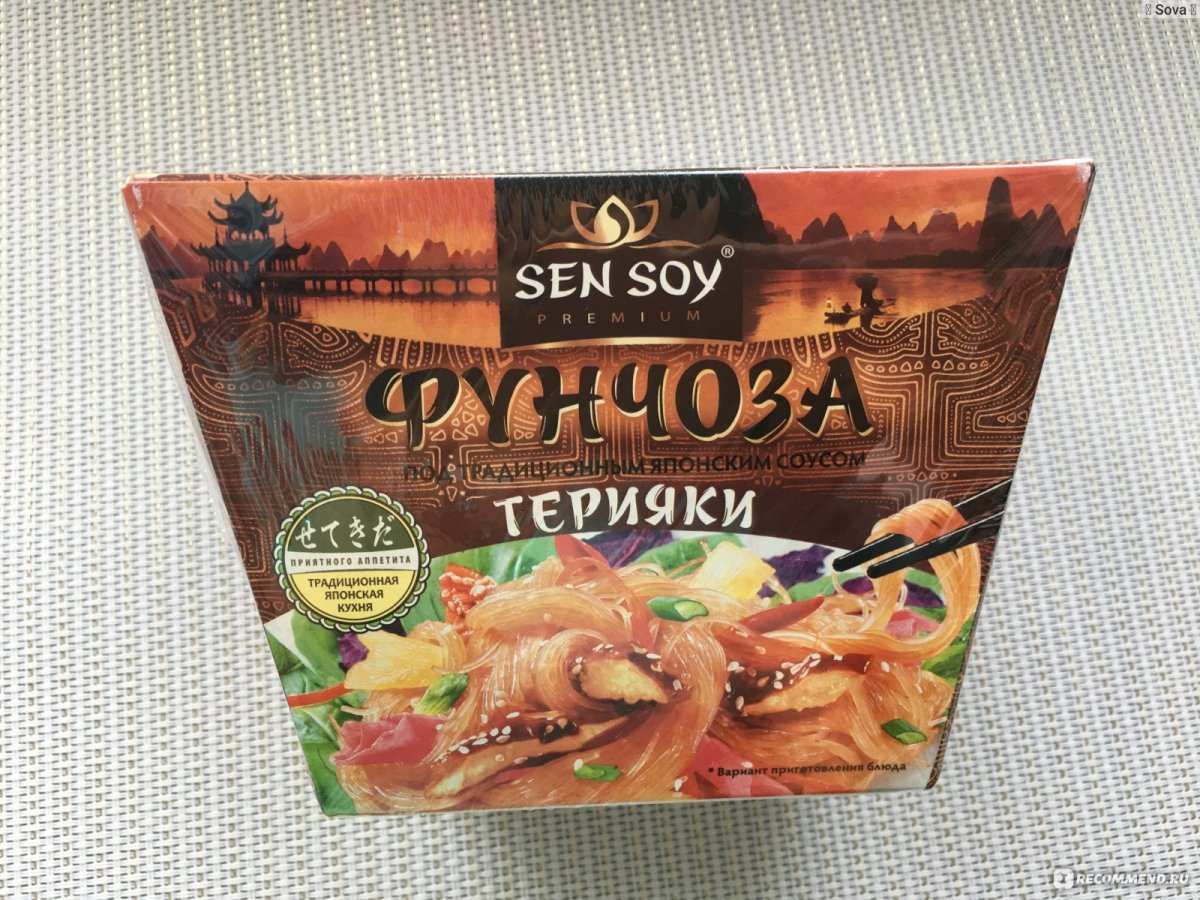 Sova
SEN SOY®
PREMIUM
ФУНЧОЗА
ПОД ТРАДИЦИОННЫМ ЯПОНСКИМ СОУСОМ
ТЕРИЯКИ
せてきだ
ПРИЯТНОГО АППЕТИТА
ТРАДИЦИОННАЯ
ЯПОНСКАЯ
КУХНЯ
* Вариант приготовления блюда
RECOMMEND.RU